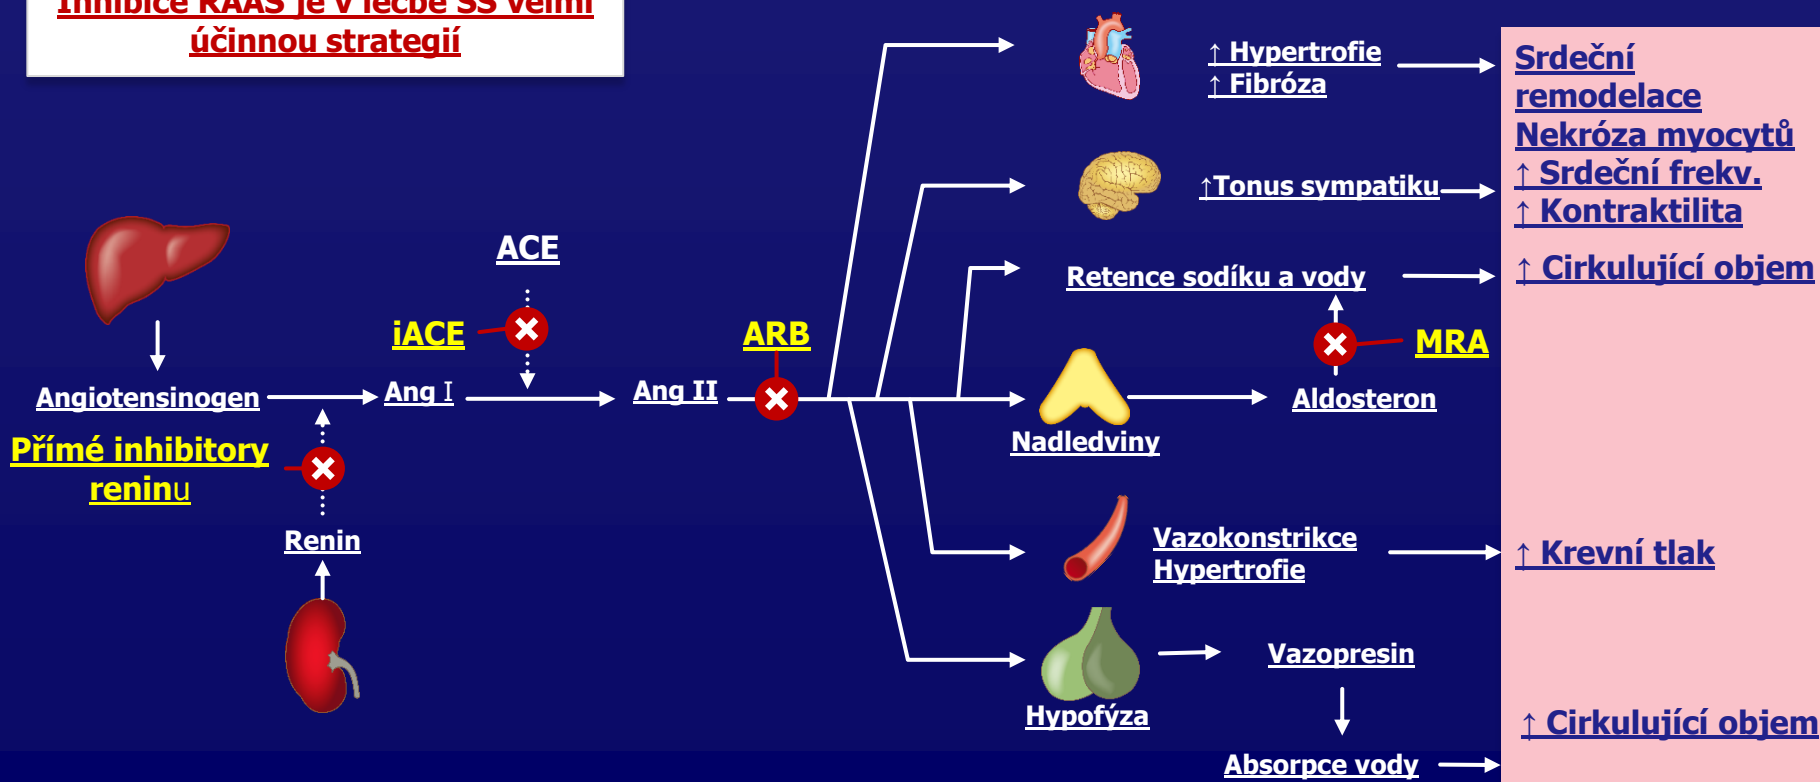 Inhibice RAAS je v léčbě SS velmi
účinnou strategií
↑ Hypertrofie
↑ Fibróza
Srdeční
remodelace
Nekróza myocytů
↑ Srdeční frekv.
↑ Kontraktilita
↑Tonus sympatiku
ACE
Retence sodíku a vody
↑ Cirkulující objem
iACE
ARB
MRA
Angiotensinogen
Ang I
Ang II
Aldosteron
Nadledviny
Přímé inhibitory
reninu
Renin
Vazokonstrikce
Hypertrofie
↑ Krevní tlak
Vazopresin
Hypofýza
↑ Cirkulující objem
Absorpce vody